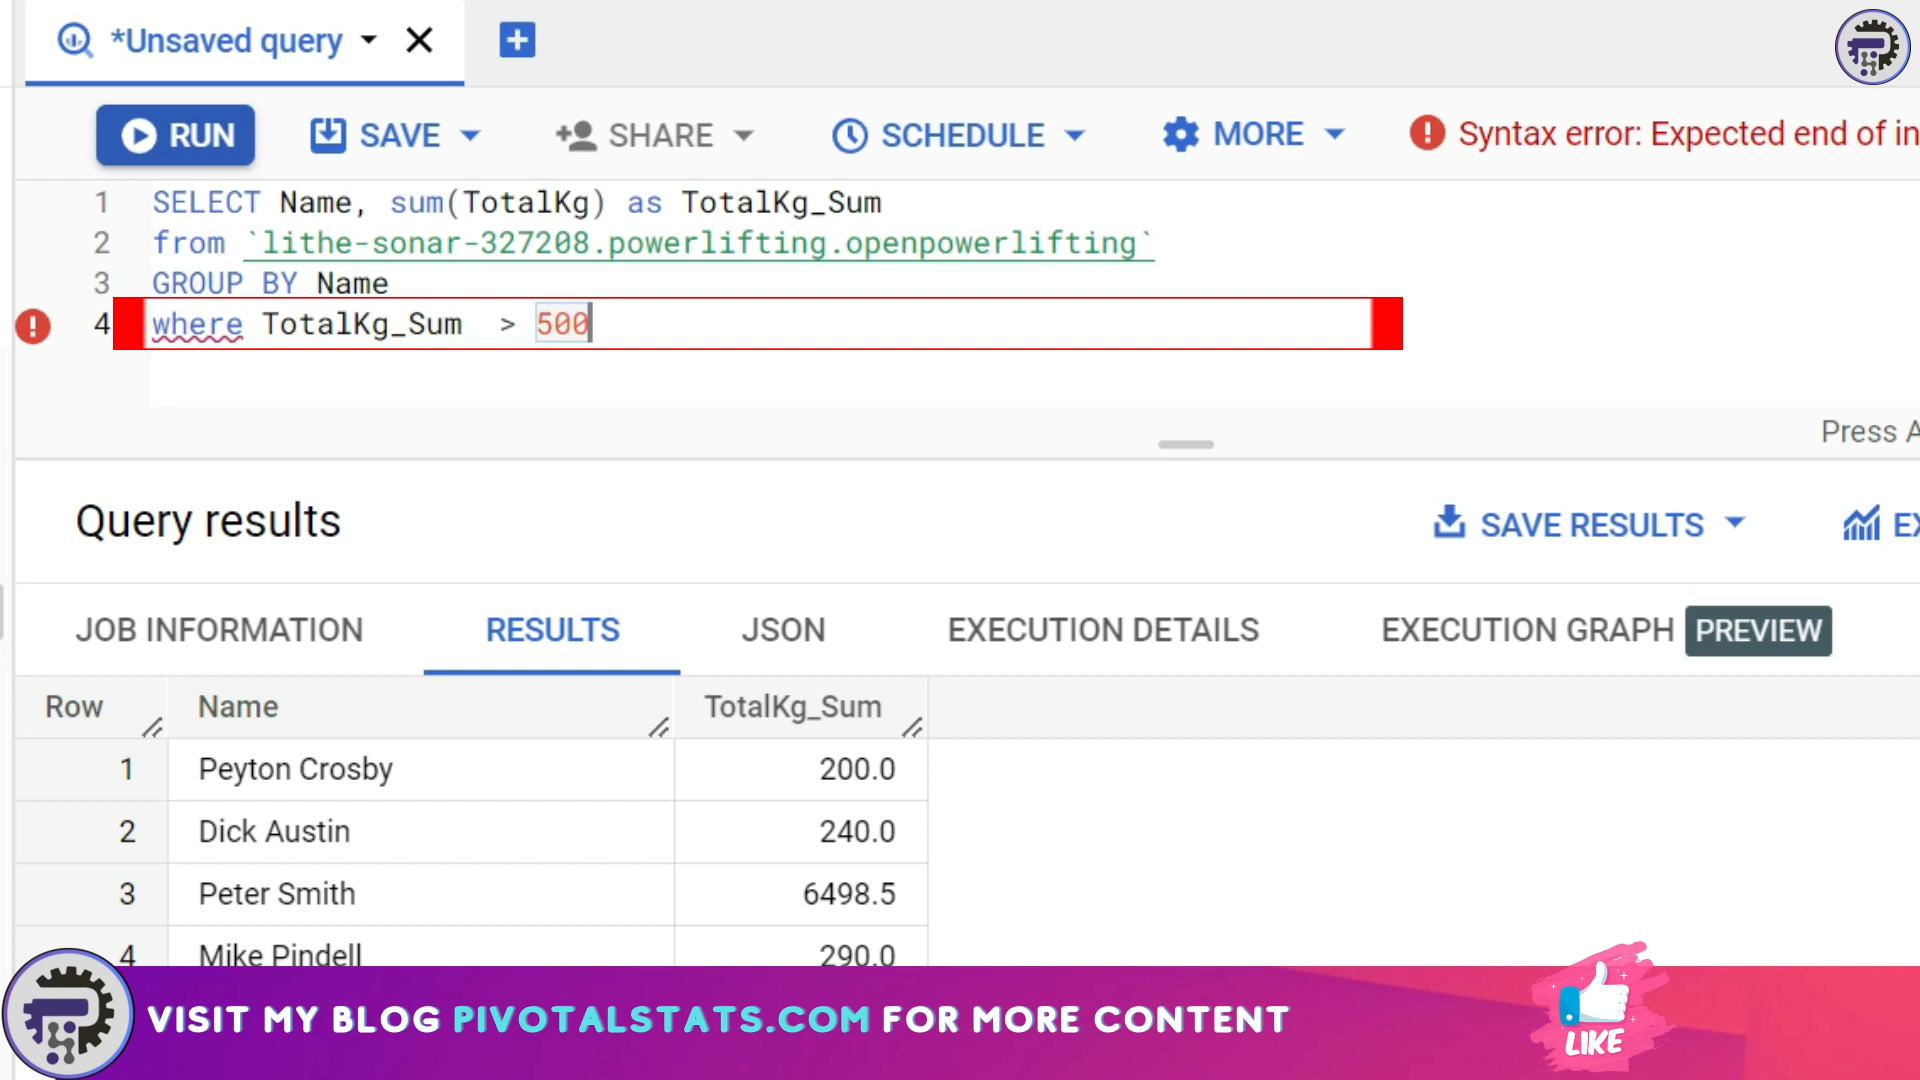 *Unsaved query
RUN SAVE SHARE SCHEDULE MORE Syntax error: Expected end of in
1 SELECT Name, sum(TotalKg) as TotalKg_Sum
2 from `lithe-sonar-327208.powerlifting.openpowerlifting`
3 GROUP BY Name
4 where TotalKg_Sum  > 500
Press A
Query results
SAVE RESULTS EX
JOB INFORMATION RESULTS JSON EXECUTION DETAILS EXECUTION GRAPH PREVIEW
Row Name TotalKg_Sum
1 Peyton Crosby 200.0
2 Dick Austin 240.0
3 Peter Smith 6498.5
4 Mike Pindell 290.0
VISIT MY BLOG PIVOTALSTATS.COM FOR MORE CONTENT
LIKE